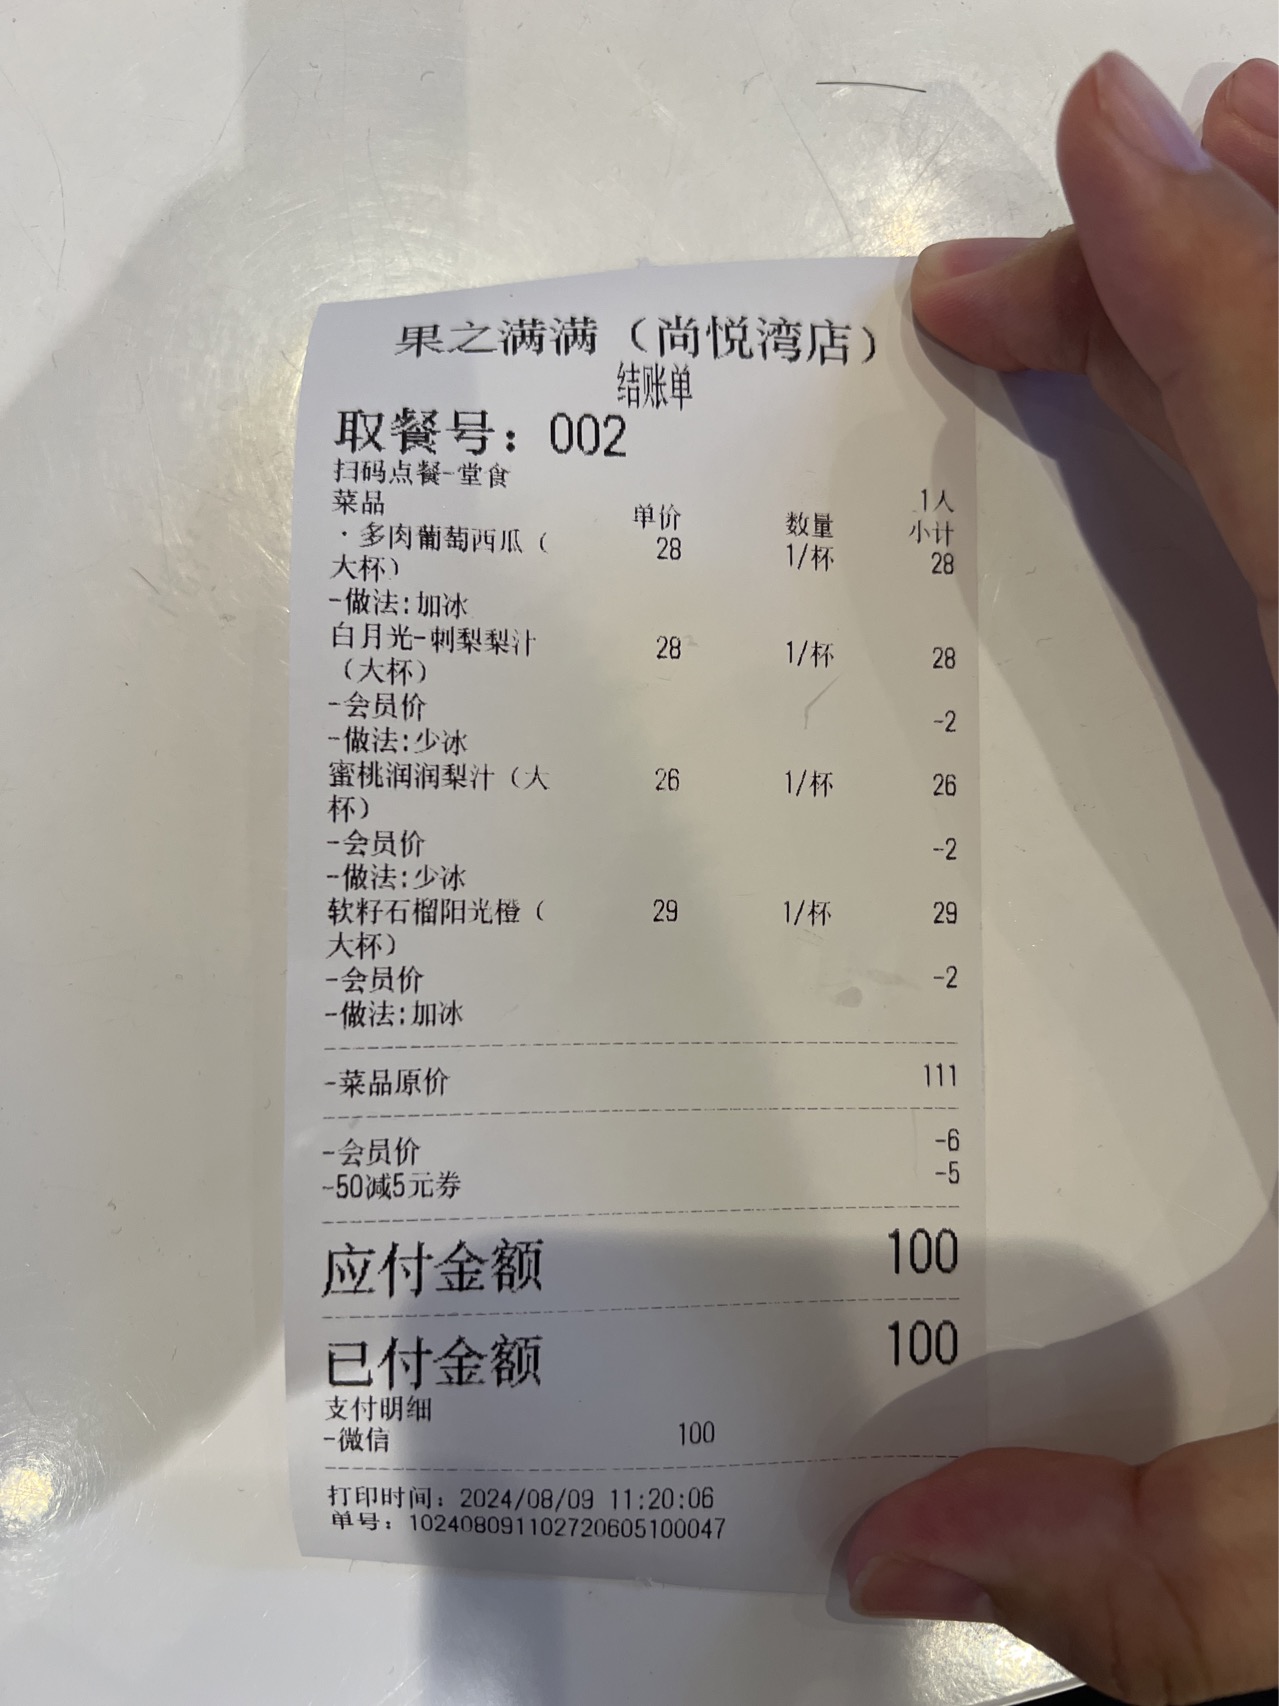 果之满满（尚悦湾店）
结账单
取餐号：002
扫码点餐-堂食
1人
菜品 单价 数量 小计
·多肉葡萄西瓜（ 28 1/杯 28
大杯）
-做法:加冰
白月光-刺梨梨汁 28 1/杯 28
（大杯）
-会员价 -2
-做法:少冰
蜜桃润润梨汁（大 26 1/杯 26
杯）
-会员价 -2
-做法:少冰
软籽石榴阳光橙（ 29 1/杯 29
大杯）
-会员价 -2
-做法:加冰
-菜品原价 111
-会员价 -6
-50减5元券 -5
应付金额 100
已付金额 100
支付明细
-微信 100
打印时间：2024/08/09 11:20:06
单号：102408091102720605100047